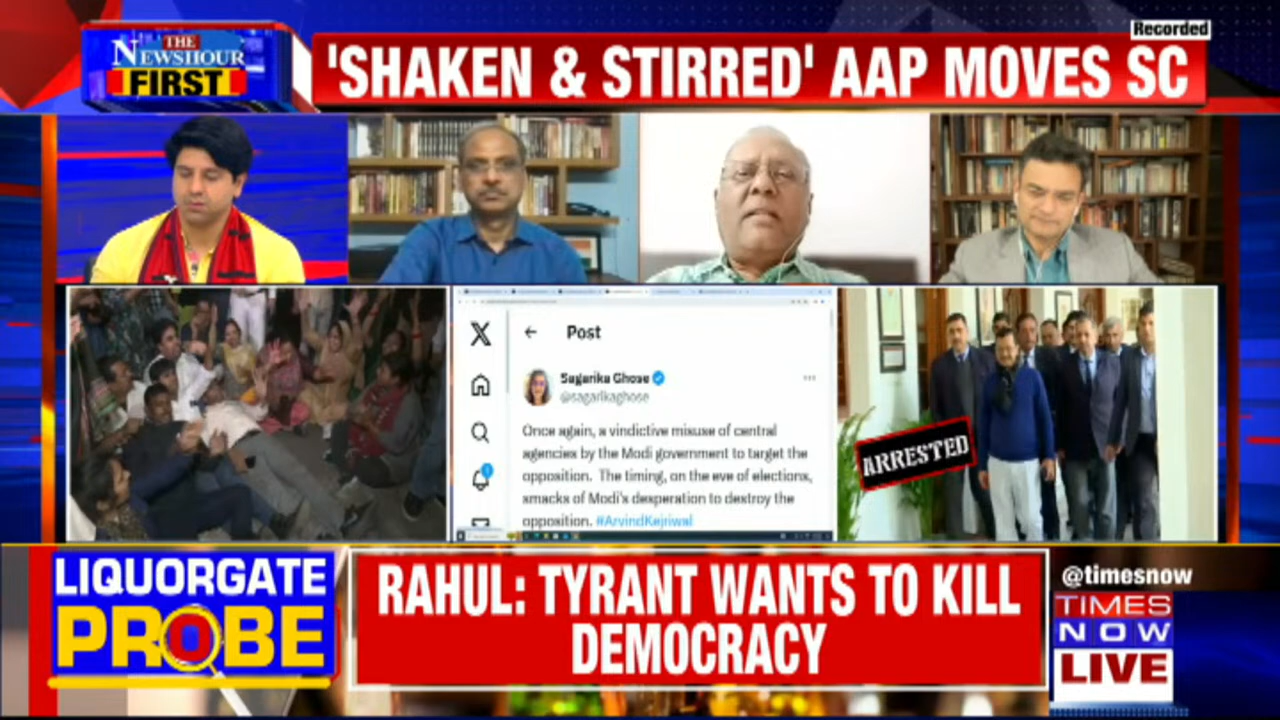 Recorded
THE
NEWSHOUR
FIRST
'SHAKEN & STIRRED' AAP MOVES SC
X
Post
Sagarika Ghose
@sagarikaghose
Once again, a vindictive misuse of central
agencies by the Modi government to target the
opposition. The timing, on the eve of elections,
smacks of Modi's desperation to destroy the
opposition. #ArvindKejriwal
ARRESTED
LIQUORGATE
PROBE
RAHUL: TYRANT WANTS TO KILL
DEMOCRACY
@timesnow
TIMES
NOW
LIVE